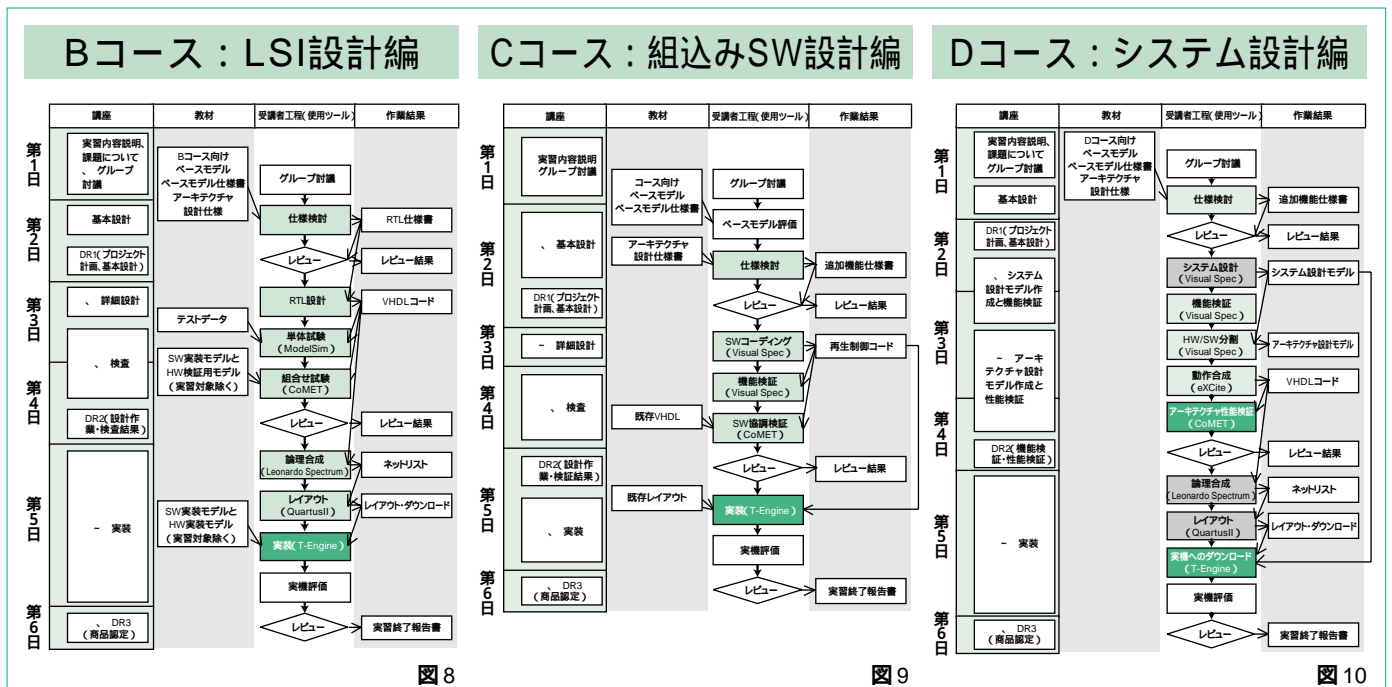 Bコース：LSI設計編
講座
教材
受講者工程(使用ツール)
作業結果
第1日
第2日
第3日
第4日
第5日
第6日
実習内容説明、
課題について
、グループ
討議
基本設計
DR1(プロジェクト
計画、基本設計)
、詳細設計
、検査
DR2(設計作
業・検査結果)
～ 実装
、DR3
(商品認定)
Bコース向け
ベースモデル
ベースモデル仕様書
アーキテクチャ
設計仕様
テストデータ
SW実装モデルと
HW検証用モデル
(実習対象除く)
SW実装モデルと
HW実装モデル
(実習対象除く)
グループ討議
仕様検討
レビュー
RTL設計
単体試験
(ModelSim)
組合せ試験
(CoMET)
レビュー
論理合成
(Leonardo Spectrum)
レイアウト
(QuartusII)
実装(T-Engine)
実機評価
レビュー
RTL仕様書
レビュー結果
VHDLコード
レビュー結果
ネットリスト
レイアウト・ダウンロード
実習終了報告書
図8
Cコース：組込みSW設計編
講座
教材
受講者工程(使用ツール)
作業結果
第1日
第2日
第3日
第4日
第5日
第6日
実習内容説明
グループ討議
、基本設計
DR1(プロジェクト
計画、基本設計)
～ 詳細設計
、検査
DR2(設計作
業・検証結果)
、実装
、DR3
(商品認定)
コース向け
ベースモデル
ベースモデル仕様書
アーキテクチャ
設計仕様書
既存VHDL
既存レイアウト
グループ討議
ベースモデル評価
仕様検討
レビュー
SWコーディング
(Visual Spec)
機能検証
(Visual Spec)
SW協調検証
(CoMET)
レビュー
実装(T-Engine)
実機評価
レビュー
追加機能仕様書
レビュー結果
再生制御コード
レビュー結果
実習終了報告書
図9
Dコース：システム設計編
講座
教材
受講者工程(使用ツール)
作業結果
第1日
第2日
第3日
第4日
第5日
第6日
実習内容説明、
課題について
グループ討議
基本設計
DR1(プロジェクト
計画、基本設計)
、システム
設計モデル作
成と機能検証
～ アーキ
テクチャ設計
モデル作成と
性能検証
DR2(機能検
証・性能検証)
～ 実装
、DR3
(商品認定)
Dコース向け
ベースモデル
ベースモデル仕様書
アーキテクチャ
設計仕様
グループ討議
仕様検討
レビュー
システム設計
(Visual Spec)
機能検証
(Visual Spec)
HW/SW分割
(Visual Spec)
動作合成
(eXCite)
アーキテクチャ性能検証
(CoMET)
レビュー
論理合成
(Leonardo Spectrum)
レイアウト
(QuartusII)
実機へのダウンロード
(T-Engine)
実機評価
レビュー
追加機能仕様書
レビュー結果
システム設計モデル
アーキテクチャ設計モデル
VHDLコード
レビュー結果
ネットリスト
レイアウト・ダウンロード
実習終了報告書
図10